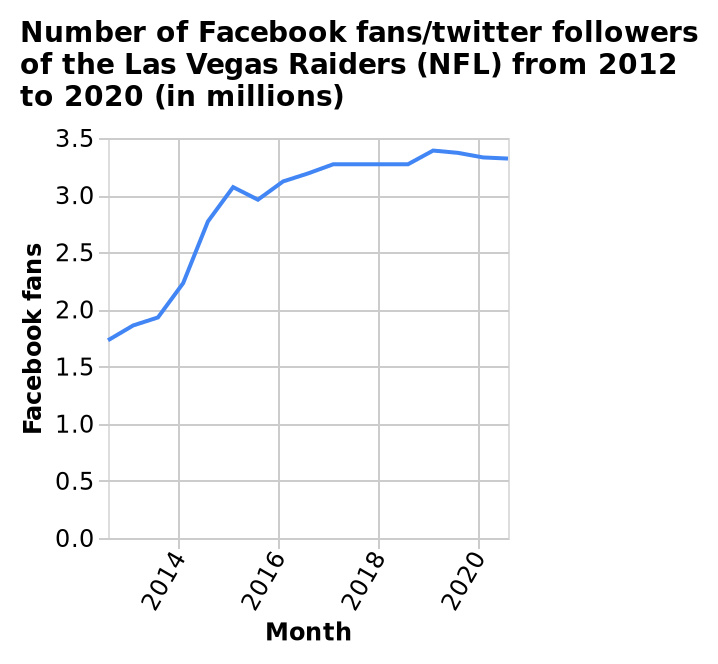 Number of Facebook fans/twitter followers
of the Las Vegas Raiders (NFL) from 2012
to 2020 (in millions)
3.5
3.0
2.5
2.0
1.5
1.0
0.5
0.0
Facebook fans
2014
2016
2018
2020
Month